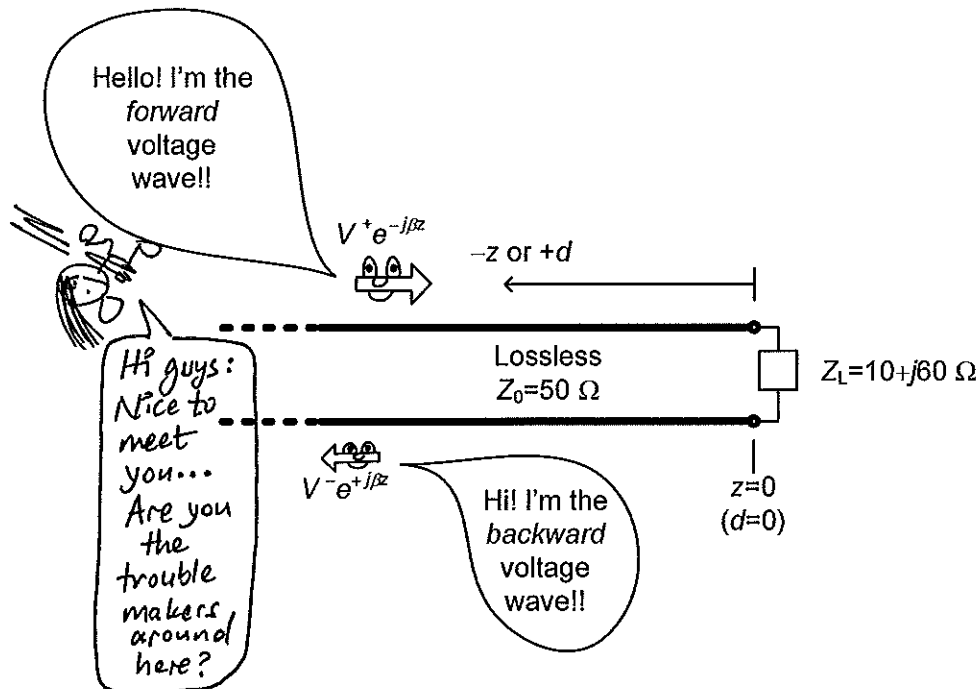 Hello! I'm the
forward
voltage
wave!!
V⁺e⁻ʲᵝᶻ
–z or +d
Hi guys:
Nice to
meet
you...
Are you
the
trouble
makers
around
here?
Lossless
Z₀=50 Ω
Z_L=10+j60 Ω
V⁻e⁺ʲᵝᶻ
Hi! I'm the
backward
voltage
wave!!
z=0
(d=0)